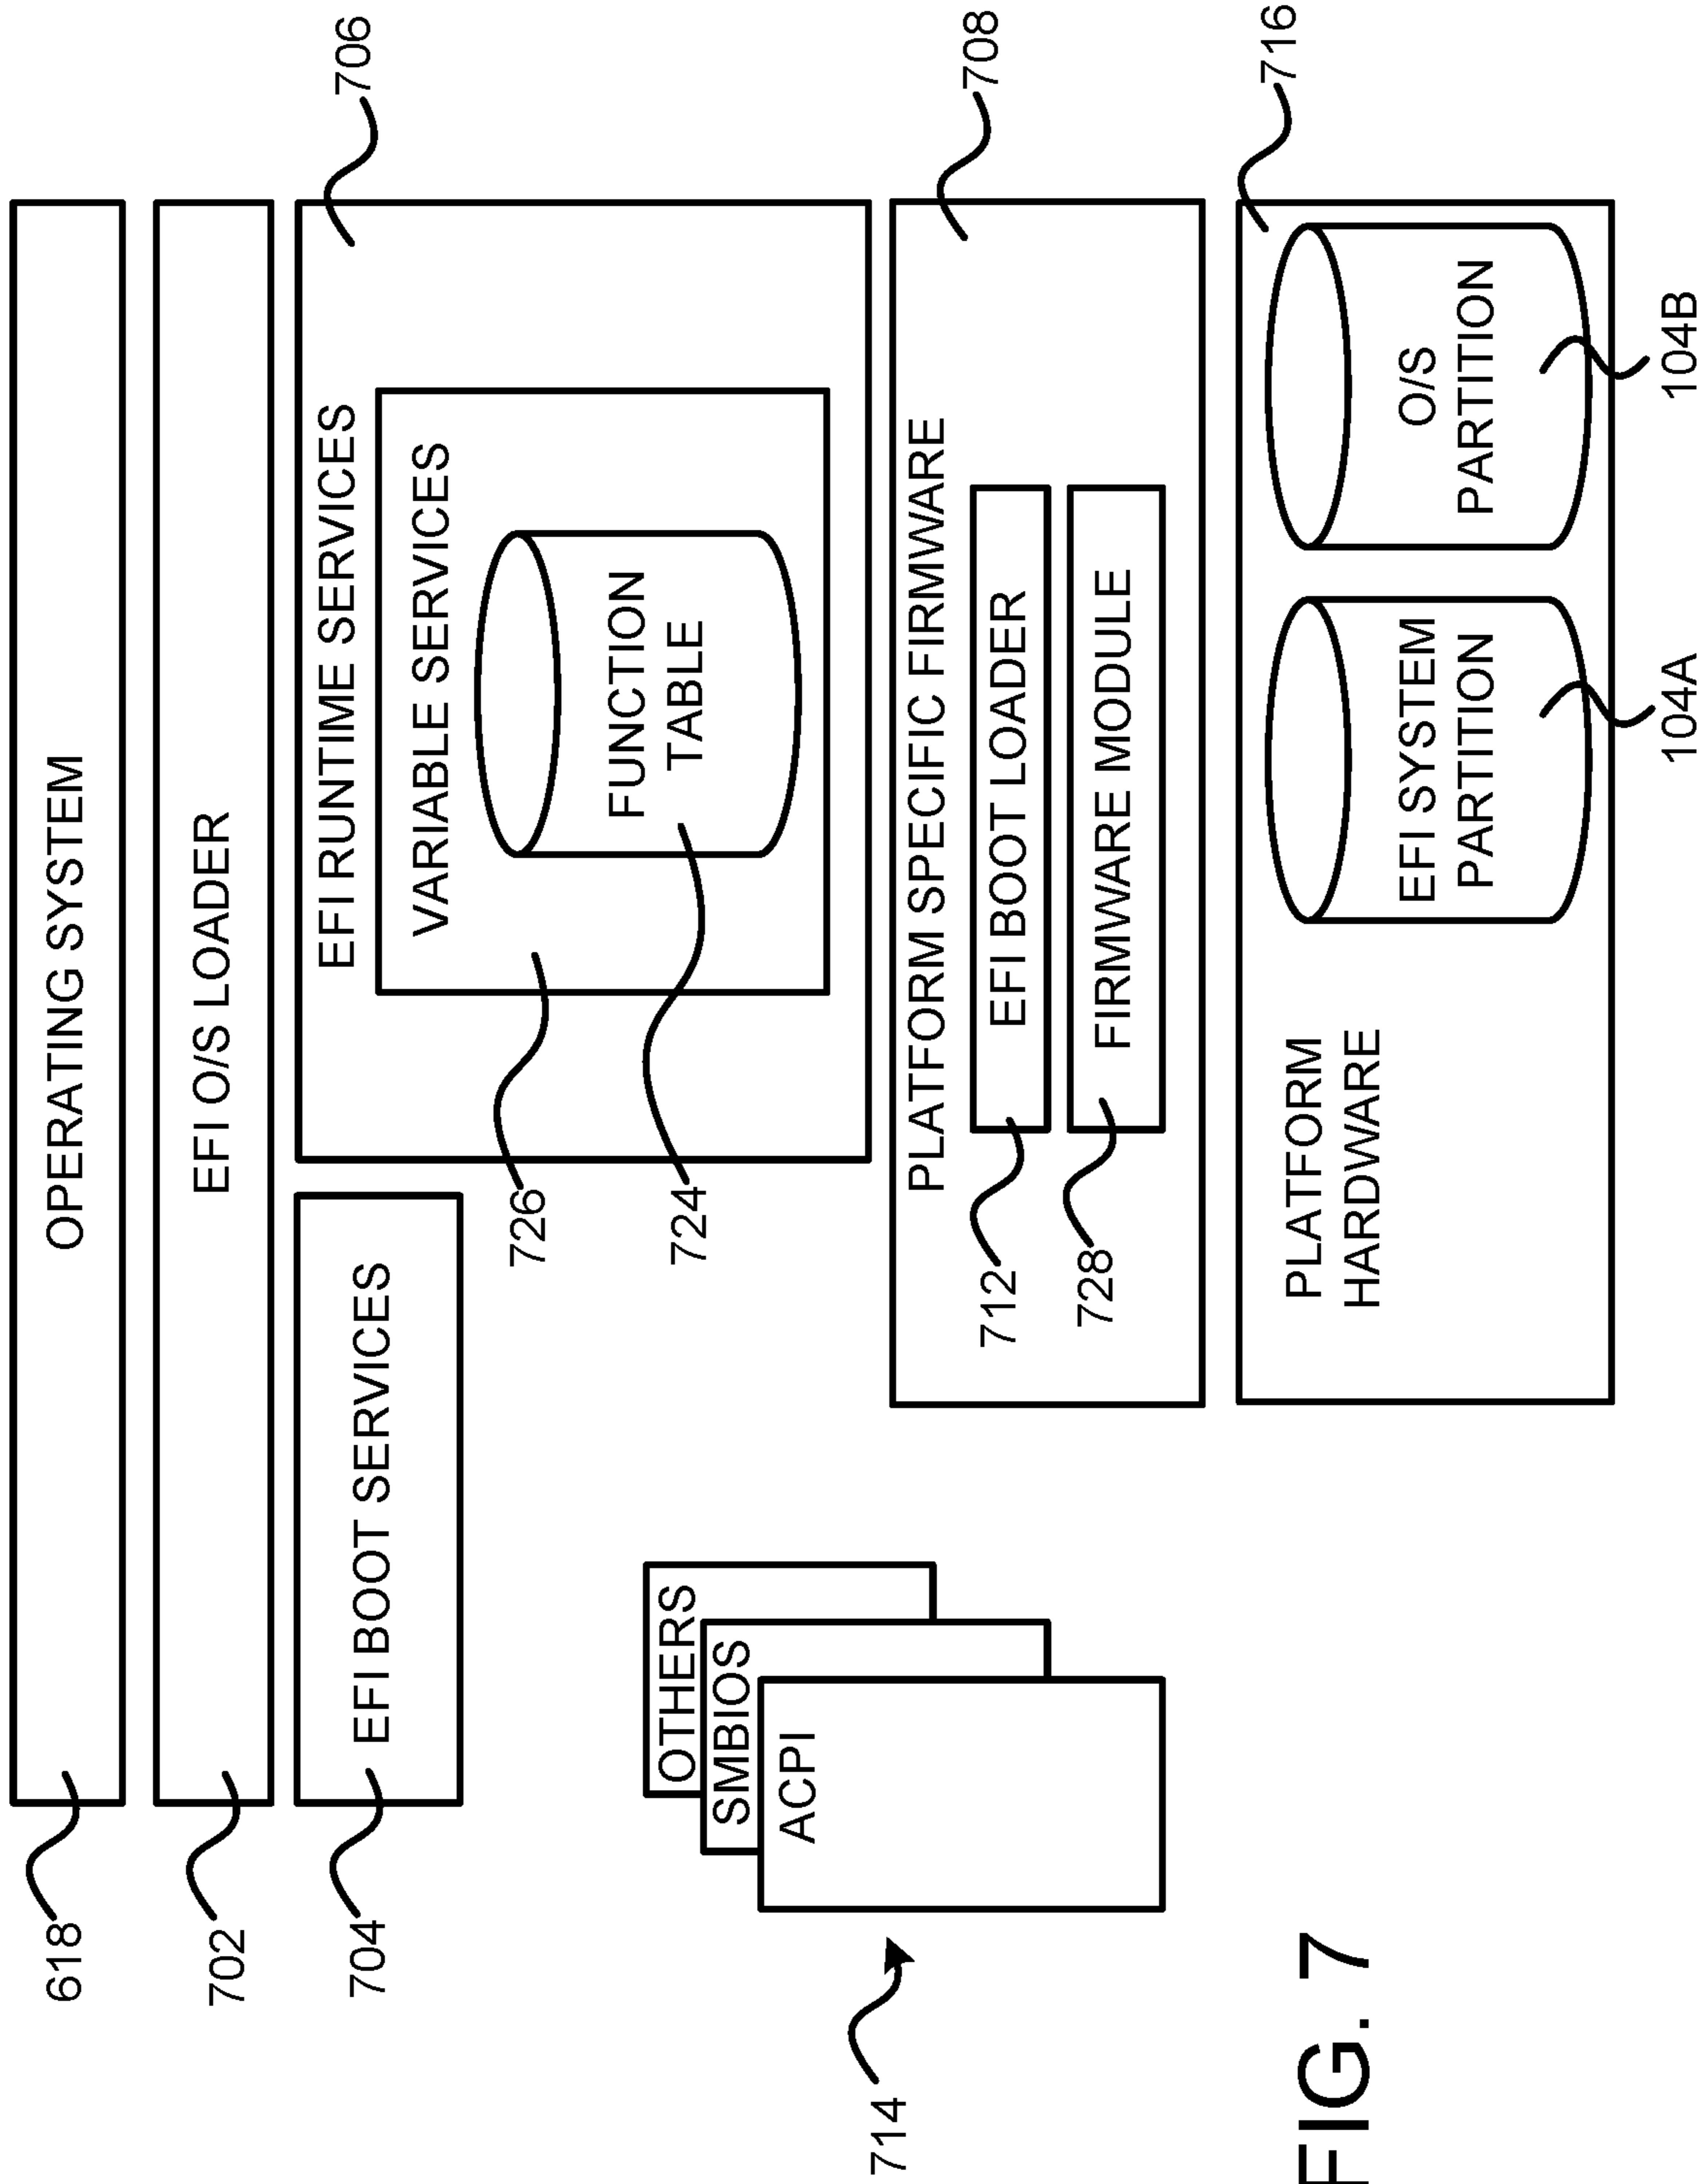 618
OPERATING SYSTEM
702
EFI O/S LOADER
704
EFI BOOT SERVICES
706
EFI RUNTIME SERVICES
VARIABLE SERVICES
FUNCTION
TABLE
726
724
714
OTHERS
SMBIOS
ACPI
708
PLATFORM SPECIFIC FIRMWARE
712
EFI BOOT LOADER
728
FIRMWARE MODULE
716
PLATFORM
HARDWARE
EFI SYSTEM
PARTITION
O/S
PARTITION
104A
104B
FIG. 7